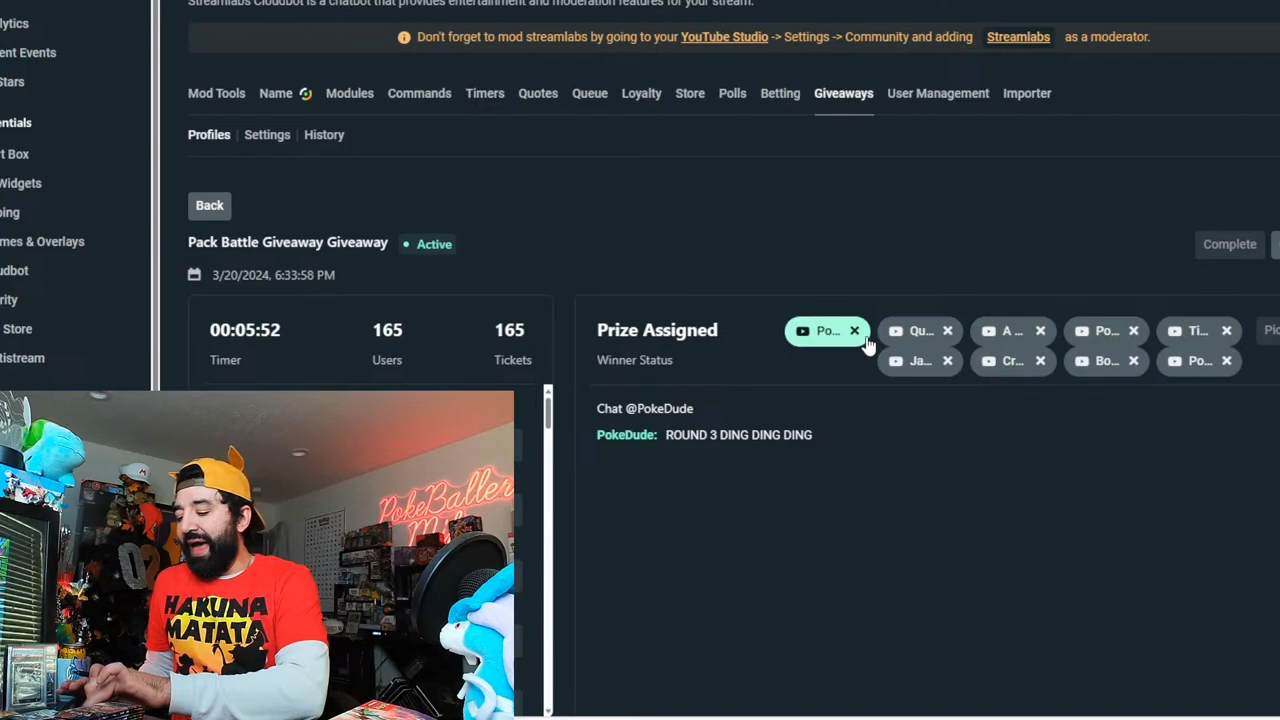 Streamlabs Cloudbot is a chatbot that provides entertainment and moderation features for your stream.
Don't forget to mod streamlabs by going to your YouTube Studio -> Settings -> Community and adding Streamlabs as a moderator.
Mod Tools Name Modules Commands Timers Quotes Queue Loyalty Store Polls Betting Giveaways User Management Importer
Profiles Settings History
lytics
ent Events
Stars
entials
t Box
Widgets
ping
mes & Overlays
udbot
rity
Store
tistream
Back
Pack Battle Giveaway Giveaway • Active
Complete
3/20/2024, 6:33:58 PM
00:05:52 165 165
Timer Users Tickets
Prize Assigned
Winner Status
Po... Qu... A ... Po... Ti...
Ja... Cr... Bo... Po...
Chat @PokeDude
PokeDude: ROUND 3 DING DING DING
PokeBaller
HAKUNA
MATATA